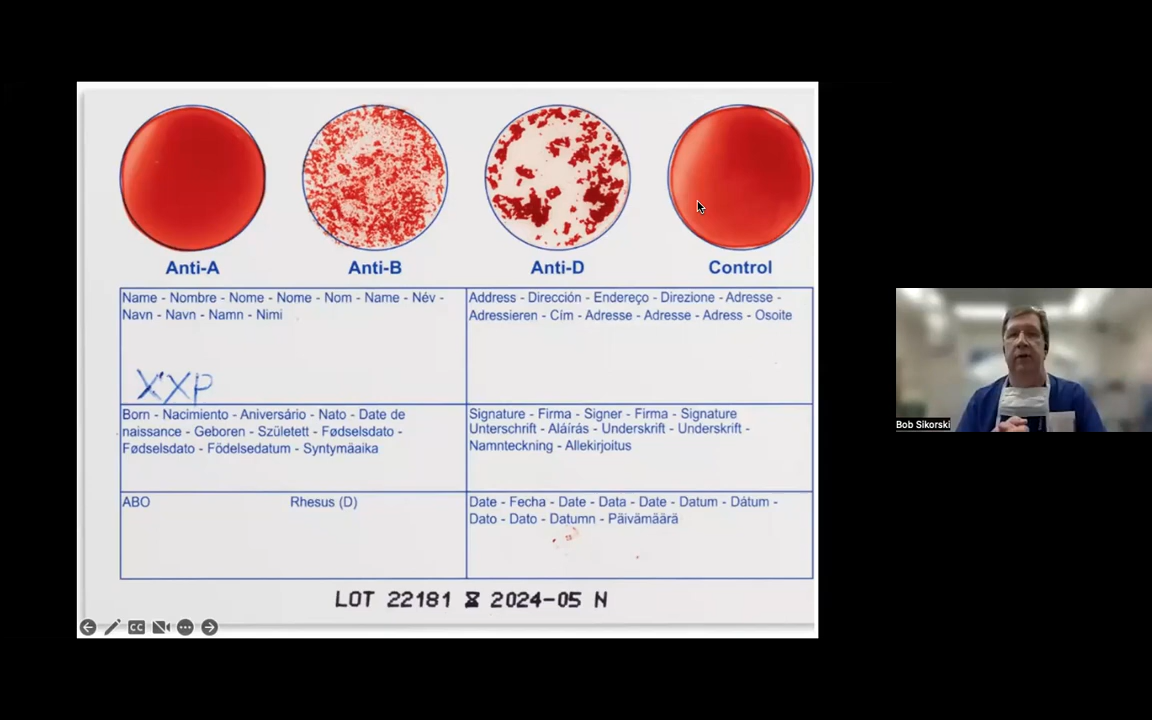 Anti-A
Anti-B
Anti-D
Control
Name - Nombre - Nome - Nome - Nom - Name - Név -
Navn - Navn - Namn - Nimi
XXP
Address - Dirección - Endereço - Direzione - Adresse -
Adressieren - Cím - Adresse - Adresse - Adress - Osoite
Born - Nacimiento - Aniversário - Nato - Date de
naissance - Geboren - Született - Fødselsdato -
Fødselsdato - Födelsedatum - Syntymäaika
Signature - Firma - Signer - Firma - Signature
Unterschrift - Aláírás - Underskrift - Underskrift -
Namnteckning - Allekirjoitus
ABO
Rhesus (D)
Date - Fecha - Date - Data - Date - Datum - Dátum -
Dato - Dato - Datumn - Päivämäärä
LOT 22181 ⧗ 2024-05 N
CC
Bob Sikorski